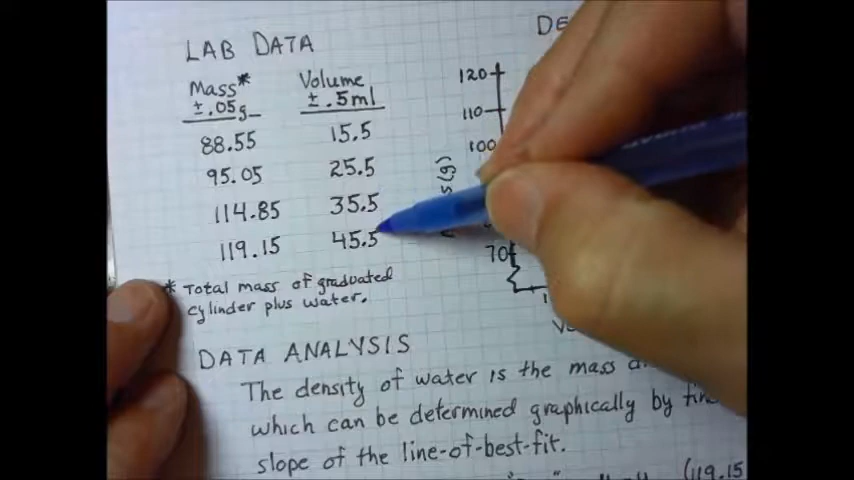 LAB DATA
DE
Mass* Volume
±.05g ±.5ml
88.55 15.5
95.05 25.5
114.85 35.5
119.15 45.5
* Total mass of graduated
cylinder plus water.
120
110
100
70
(g)
DATA ANALYSIS
The density of water is the mass
which can be determined graphically by
slope of the line-of-best-fit.
(119.15